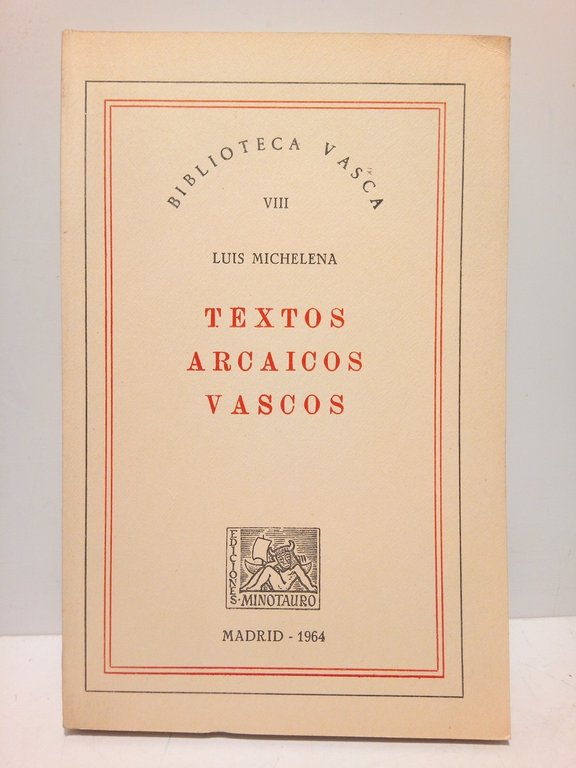 BIBLIOTECA VASCA
VIII
LUIS MICHELENA
TEXTOS
ARCAICOS
VASCOS
EDICIONES
MINOTAURO
MADRID - 1964